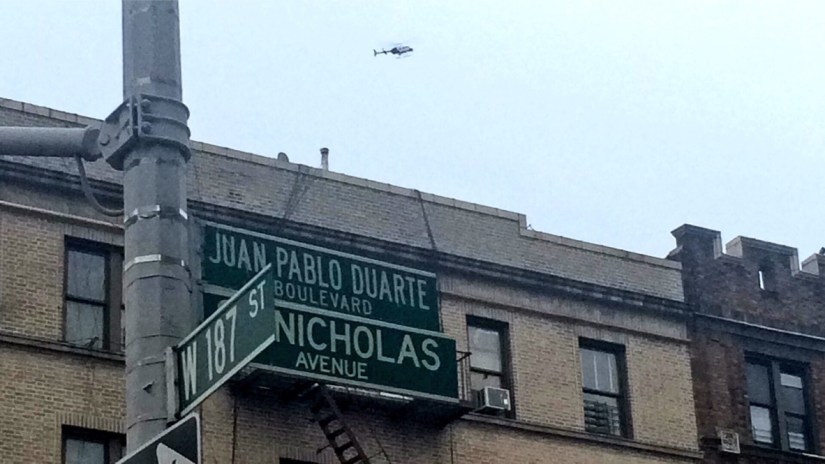 JUAN PABLO DUARTE
BOULEVARD
NICHOLAS
AVENUE
W 187 ST